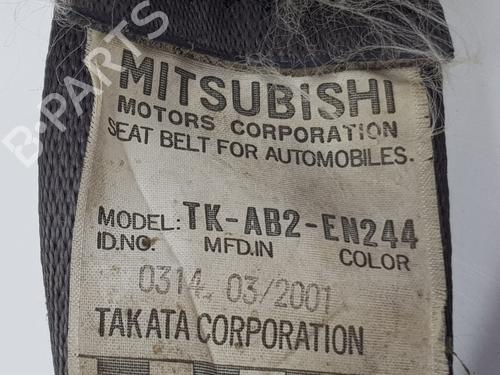 MITSUBISHI
MOTORS CORPORATION
SEAT BELT FOR AUTOMOBILES.
MODEL: TK-AB2-EN244
ID.NO. MFD.IN COLOR
0314 03/2001
TAKATA CORPORATION
B-PARTS